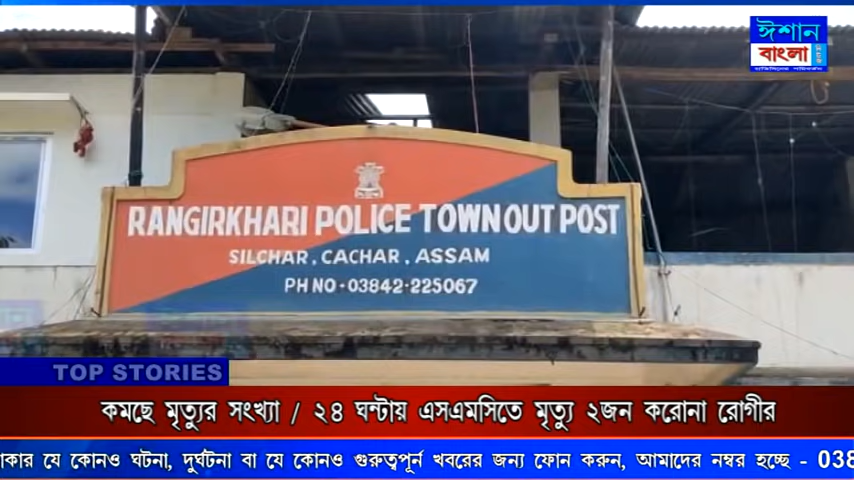 ঈশান
বাংলা
RANGIRKHARI POLICE TOWN OUT POST
SILCHAR, CACHAR, ASSAM
PH NO-03842-225067
TOP STORIES
কমছে মৃত্যুর সংখ্যা / ২৪ ঘন্টায় এসএমসিতে মৃত্যু ২জন করোনা রোগীর
কার যে কোনও ঘটনা, দুর্ঘটনা বা যে কোনও গুরুত্বপূর্ন খবরের জন্য ফোন করুন, আমাদের নম্বর হচ্ছে - 038